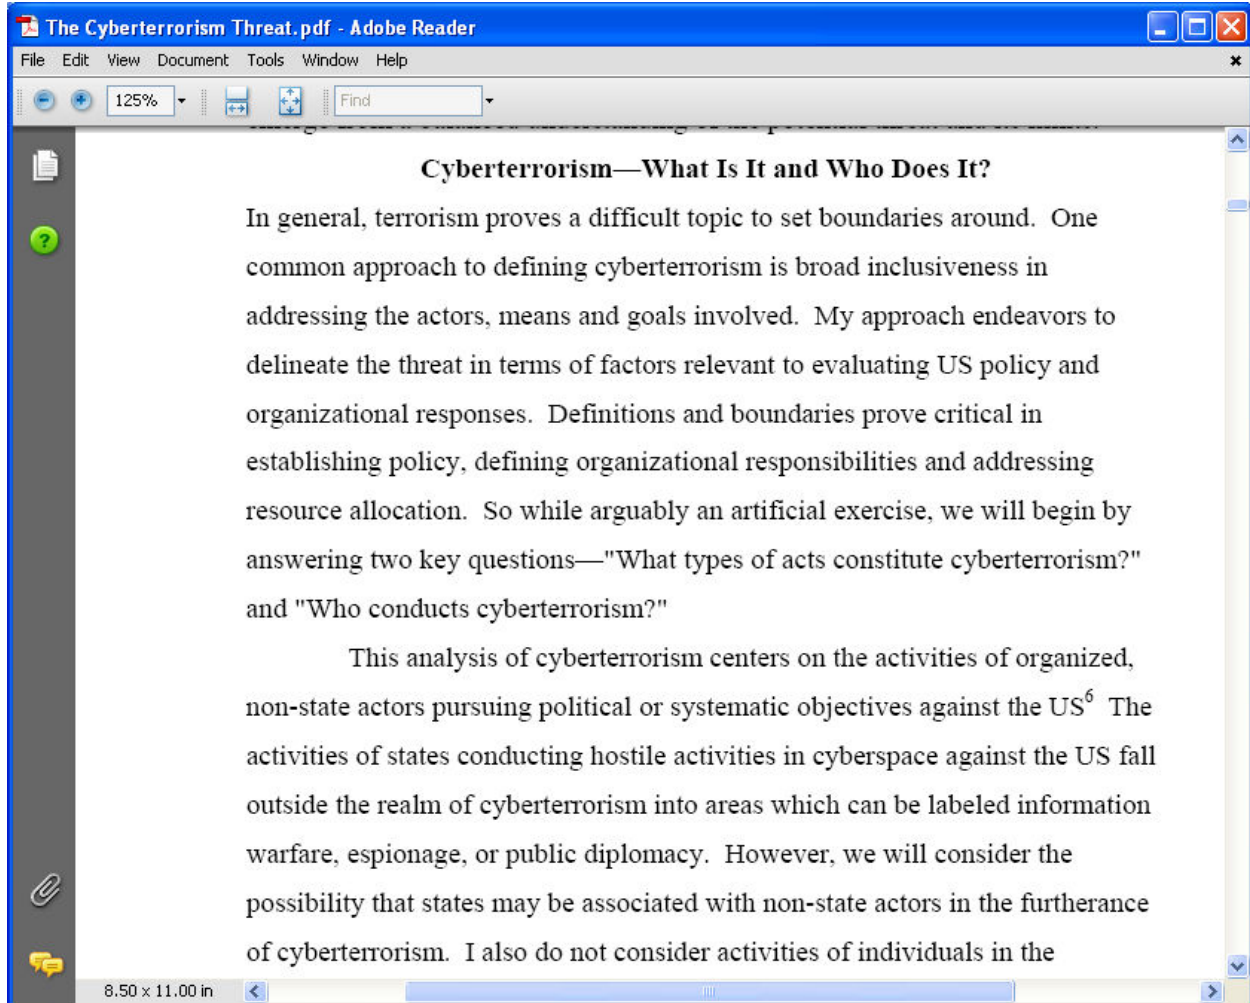 The Cyberterrorism Threat.pdf - Adobe Reader
File Edit View Document Tools Window Help
125% Find
Cyberterrorism—What Is It and Who Does It?
In general, terrorism proves a difficult topic to set boundaries around.  One
common approach to defining cyberterrorism is broad inclusiveness in
addressing the actors, means and goals involved.  My approach endeavors to
delineate the threat in terms of factors relevant to evaluating US policy and
organizational responses.  Definitions and boundaries prove critical in
establishing policy, defining organizational responsibilities and addressing
resource allocation.  So while arguably an artificial exercise, we will begin by
answering two key questions—"What types of acts constitute cyberterrorism?"
and "Who conducts cyberterrorism?"
This analysis of cyberterrorism centers on the activities of organized,
non-state actors pursuing political or systematic objectives against the US⁶  The
activities of states conducting hostile activities in cyberspace against the US fall
outside the realm of cyberterrorism into areas which can be labeled information
warfare, espionage, or public diplomacy.  However, we will consider the
possibility that states may be associated with non-state actors in the furtherance
of cyberterrorism.  I also do not consider activities of individuals in the
8.50 x 11.00 in